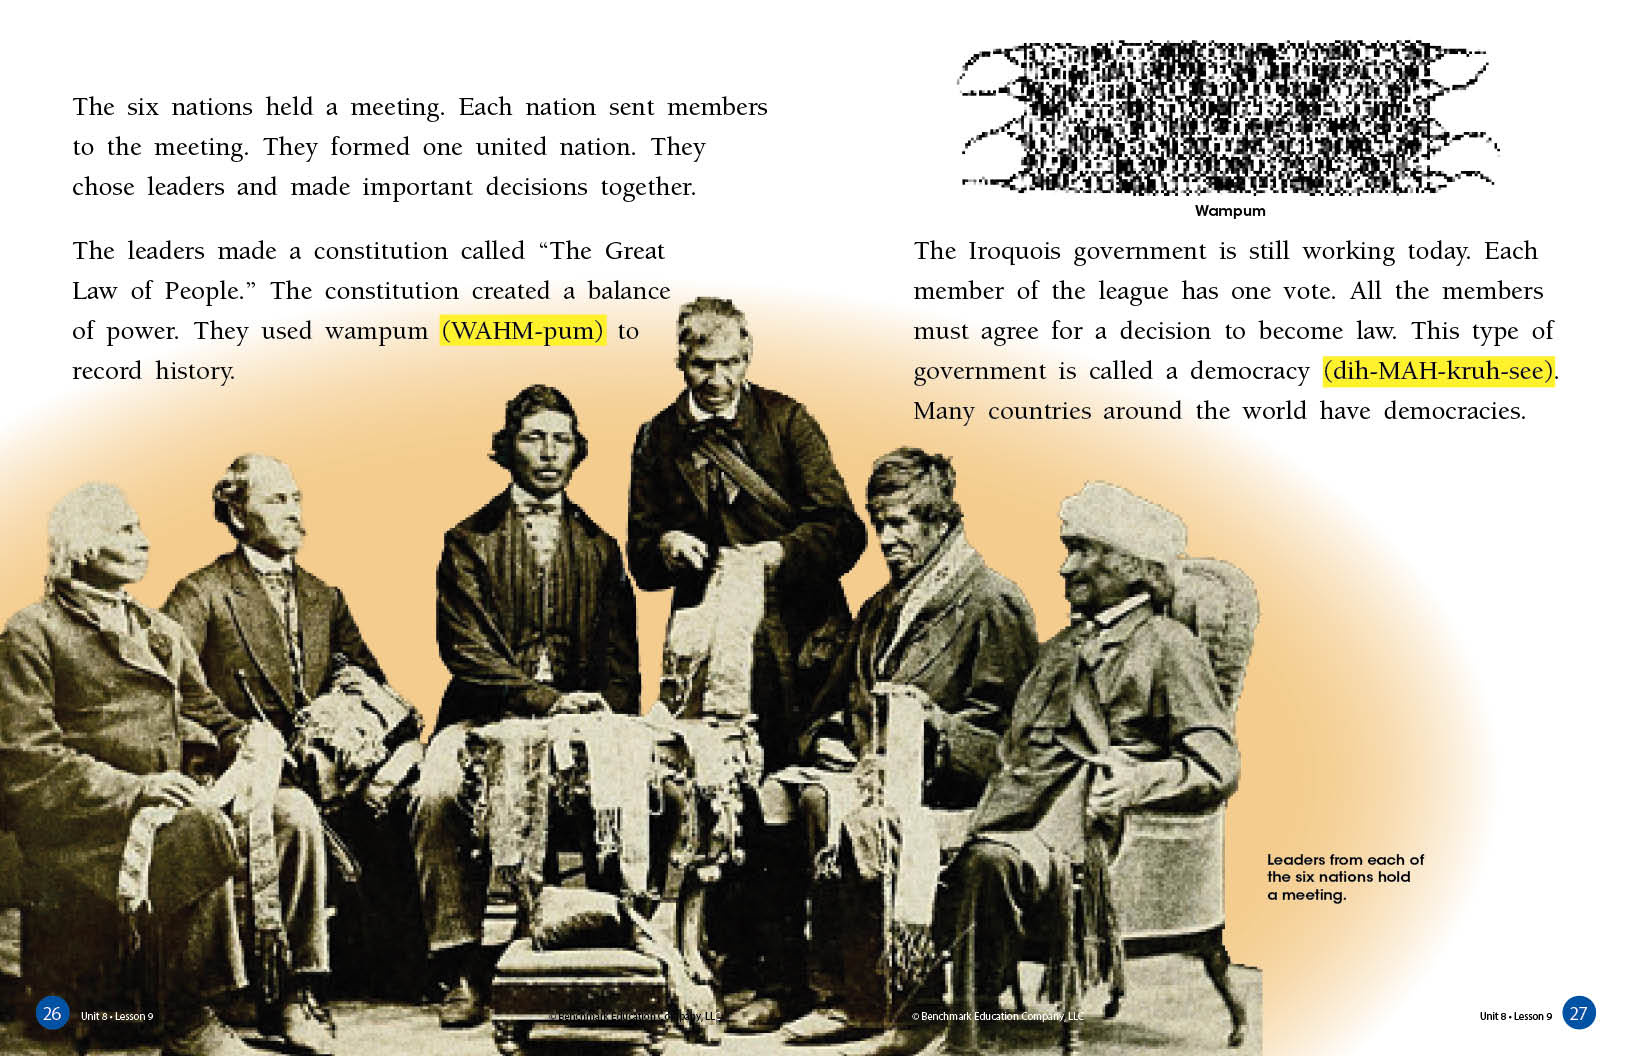 The six nations held a meeting. Each nation sent members
to the meeting. They formed one united nation. They
chose leaders and made important decisions together.
The leaders made a constitution called “The Great
Law of People.” The constitution created a balance
of power. They used wampum (WAHM-pum) to
record history.
26
Unit 8 • Lesson 9
© Benchmark Education Company, LLC
Wampum
The Iroquois government is still working today. Each
member of the league has one vote. All the members
must agree for a decision to become law. This type of
government is called a democracy (dih-MAH-kruh-see).
Many countries around the world have democracies.
Leaders from each of
the six nations hold
a meeting.
© Benchmark Education Company, LLC
Unit 8 • Lesson 9
27